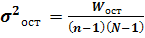 σ²ост = Wост / (n−1)(N−1)